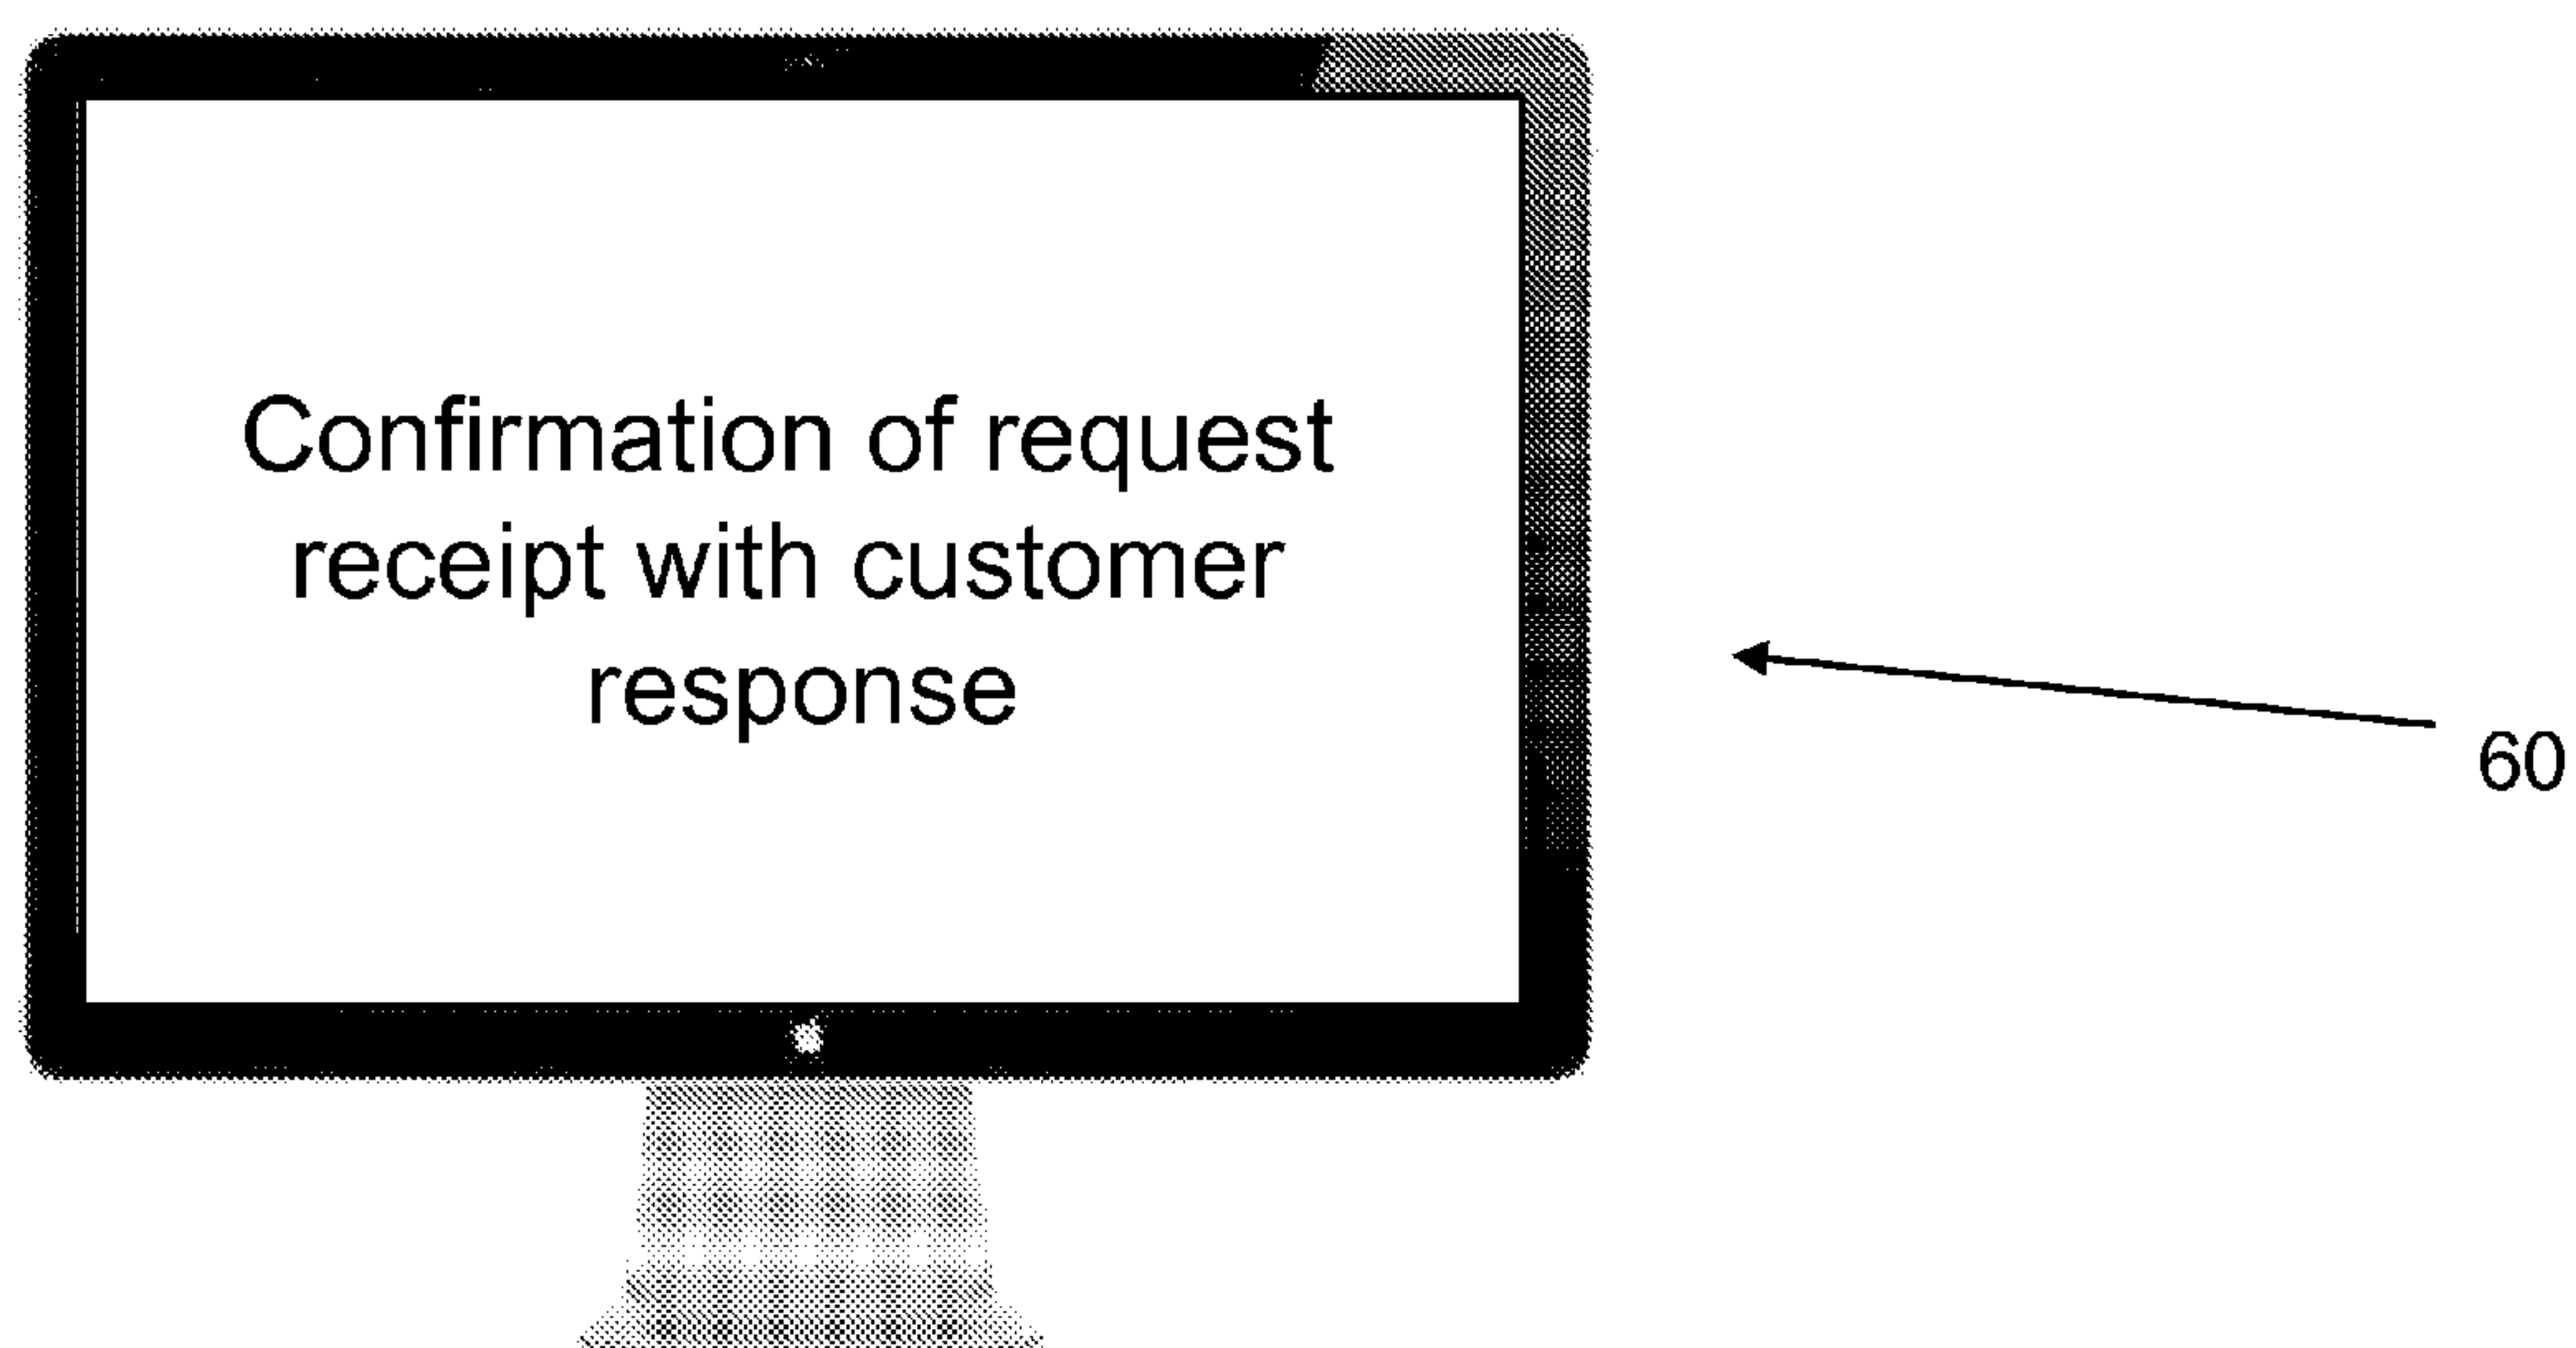 Confirmation of request
receipt with customer
response
60